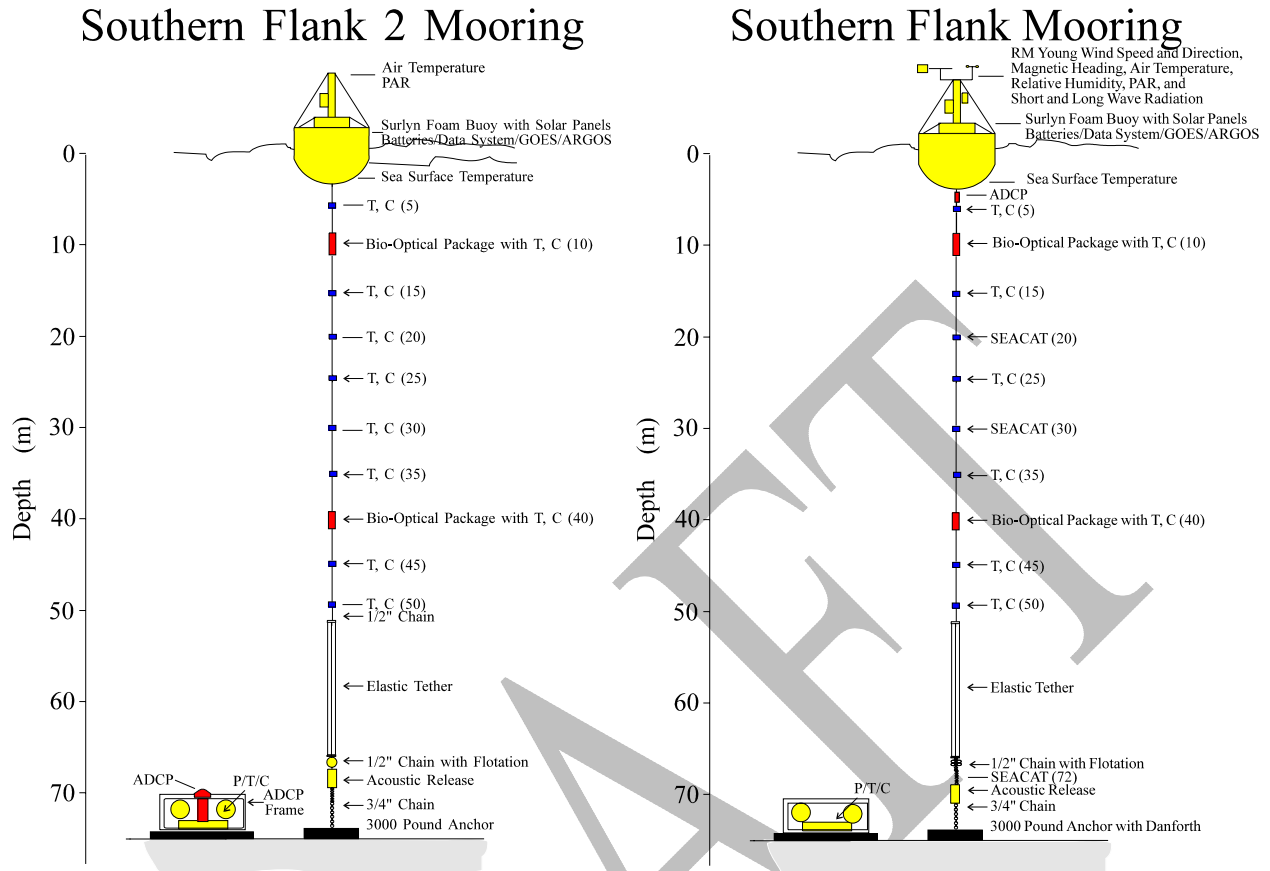 Southern Flank 2 Mooring
Air Temperature
PAR
Surlyn Foam Buoy with Solar Panels
Batteries/Data System/GOES/ARGOS
0
Sea Surface Temperature
T, C (5)
10
Bio-Optical Package with T, C (10)
T, C (15)
20
T, C (20)
T, C (25)
30
T, C (30)
T, C (35)
40
Bio-Optical Package with T, C (40)
T, C (45)
50
T, C (50)
1/2" Chain
60
Elastic Tether
70
1/2" Chain with Flotation
Acoustic Release
3/4" Chain
3000 Pound Anchor
ADCP
P/T/C
ADCP
Frame
Depth (m)
Southern Flank Mooring
RM Young Wind Speed and Direction,
Magnetic Heading, Air Temperature,
Relative Humidity, PAR, and
Short and Long Wave Radiation
Surlyn Foam Buoy with Solar Panels
Batteries/Data System/GOES/ARGOS
0
Sea Surface Temperature
ADCP
T, C (5)
10
Bio-Optical Package with T, C (10)
T, C (15)
20
SEACAT (20)
T, C (25)
30
SEACAT (30)
T, C (35)
40
Bio-Optical Package with T, C (40)
T, C (45)
50
T, C (50)
60
Elastic Tether
70
1/2" Chain with Flotation
SEACAT (72)
Acoustic Release
3/4" Chain
3000 Pound Anchor with Danforth
P/T/C
Depth (m)
AFT